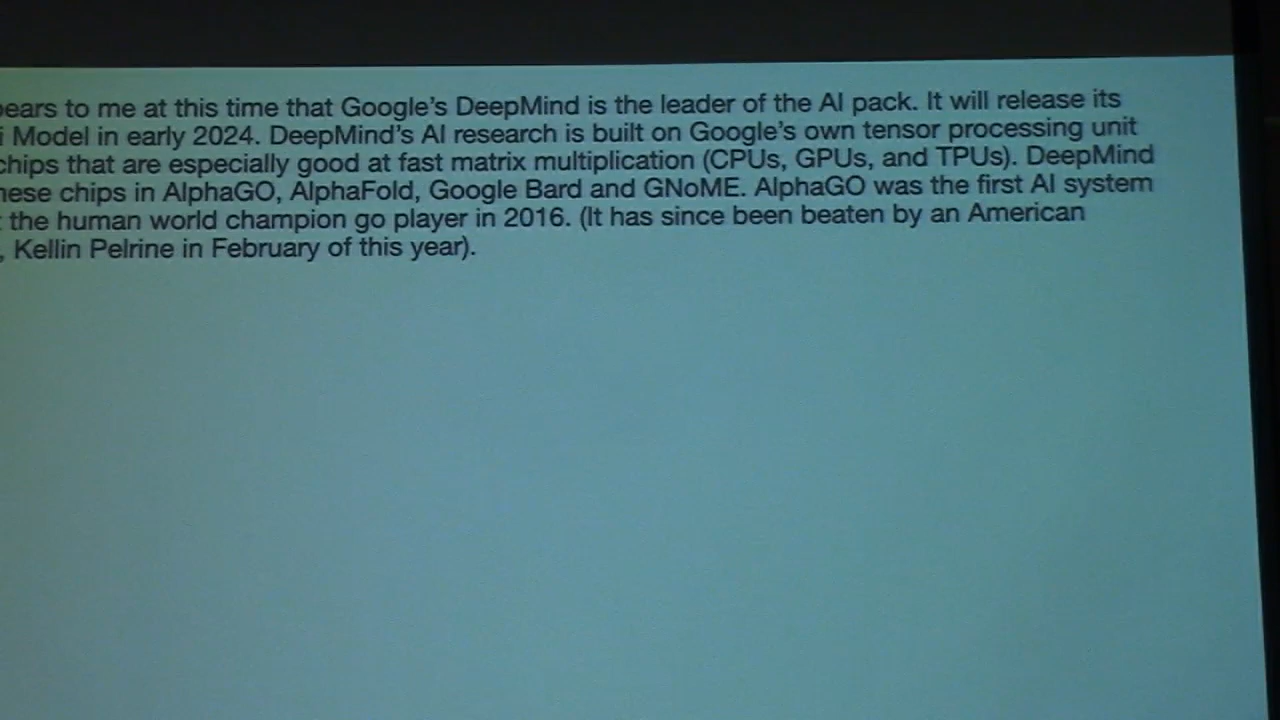 pears to me at this time that Google's DeepMind is the leader of the AI pack. It will release its
i Model in early 2024. DeepMind's AI research is built on Google's own tensor processing unit
chips that are especially good at fast matrix multiplication (CPUs, GPUs, and TPUs). DeepMind
hese chips in AlphaGO, AlphaFold, Google Bard and GNoME. AlphaGO was the first AI system
the human world champion go player in 2016. (It has since been beaten by an American
, Kellin Pelrine in February of this year).